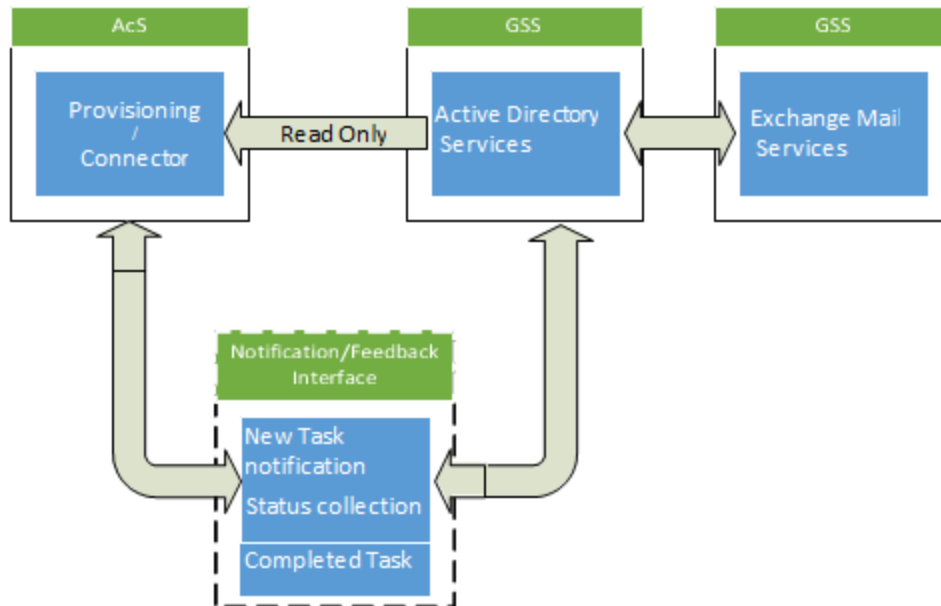 AcS
GSS
GSS
Provisioning
/
Connector
Read Only
Active Directory
Services
Exchange Mail
Services
Notification/Feedback
Interface
New Task
notification
Status collection
Completed Task